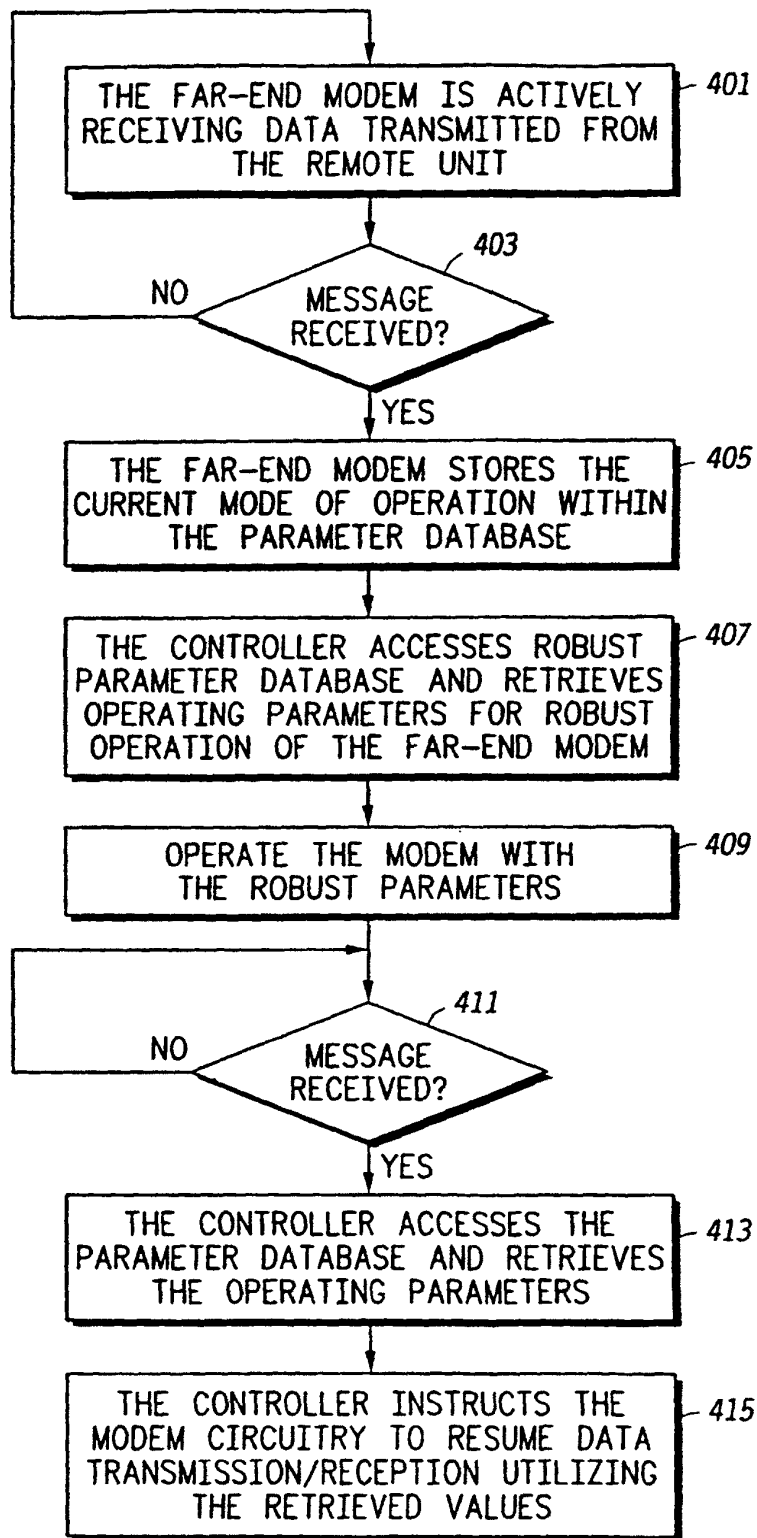 THE FAR-END MODEM IS ACTIVELY
RECEIVING DATA TRANSMITTED FROM
THE REMOTE UNIT
401
403
NO
MESSAGE
RECEIVED?
YES
THE FAR-END MODEM STORES THE
CURRENT MODE OF OPERATION WITHIN
THE PARAMETER DATABASE
405
THE CONTROLLER ACCESSES ROBUST
PARAMETER DATABASE AND RETRIEVES
OPERATING PARAMETERS FOR ROBUST
OPERATION OF THE FAR-END MODEM
407
OPERATE THE MODEM WITH
THE ROBUST PARAMETERS
409
411
NO
MESSAGE
RECEIVED?
YES
THE CONTROLLER ACCESSES THE
PARAMETER DATABASE AND RETRIEVES
THE OPERATING PARAMETERS
413
THE CONTROLLER INSTRUCTS THE
MODEM CIRCUITRY TO RESUME DATA
TRANSMISSION/RECEPTION UTILIZING
THE RETRIEVED VALUES
415